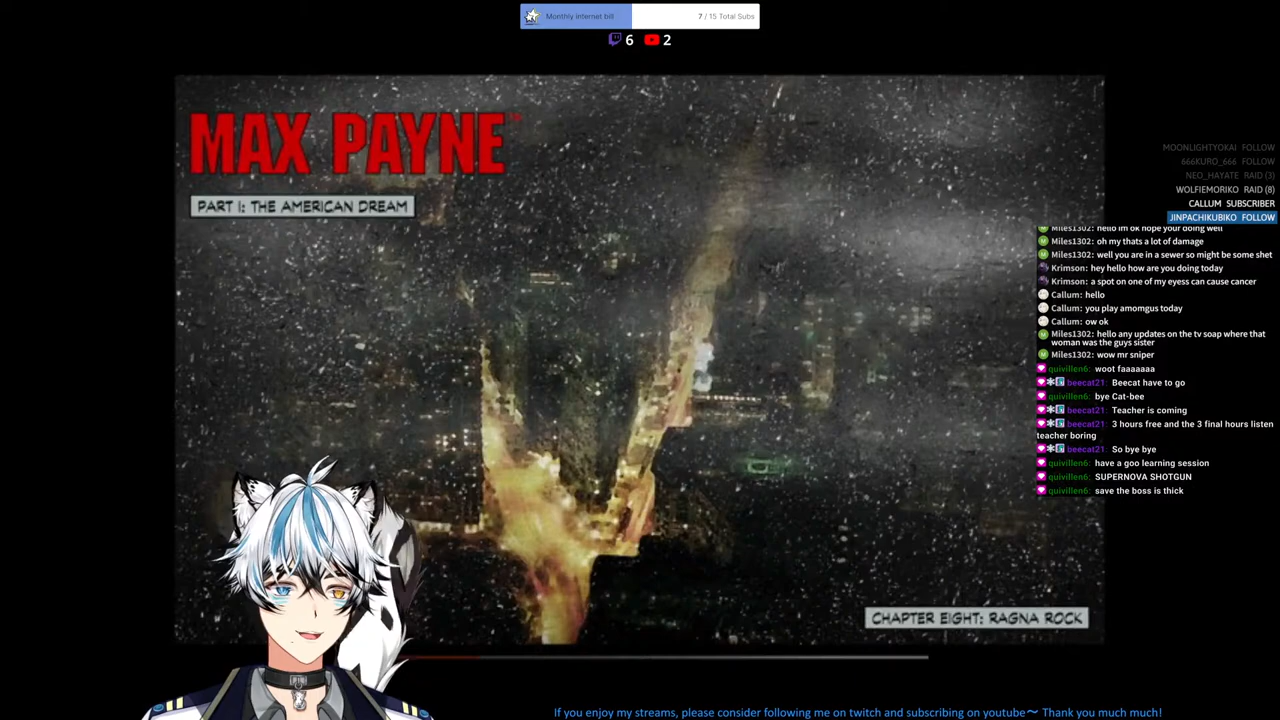 Monthly internet bill 7 / 15 Total Subs
6 2
MAX PAYNE™
PART I: THE AMERICAN DREAM
MOONLIGHTYOKAI FOLLOW
666KURO_666 FOLLOW
NEO_HAYATE RAID (3)
WOLFIEMORIKO RAID (8)
CALLUM SUBSCRIBER
JINPACHIKUBIKO FOLLOW
Miles1302: hello im ok hope your doing well
Miles1302: oh my thats a lot of damage
Miles1302: well you are in a sewer so might be some shet
Krimson: hey hello how are you doing today
Krimson: a spot on one of my eyess can cause cancer
Callum: hello
Callum: you play amomgus today
Callum: ow ok
Miles1302: hello any updates on the tv soap where that
woman was the guys sister
Miles1302: wow mr sniper
quivillen6: woot faaaaaaa
beecat21: Beecat have to go
quivillen6: bye Cat-bee
beecat21: Teacher is coming
beecat21: 3 hours free and the 3 final hours listen
teacher boring
beecat21: So bye bye
quivillen6: have a goo learning session
quivillen6: SUPERNOVA SHOTGUN
quivillen6: save the boss is thick
CHAPTER EIGHT: RAGNA ROCK
If you enjoy my streams, please consider following me on twitch and subscribing on youtube～ Thank you much much!